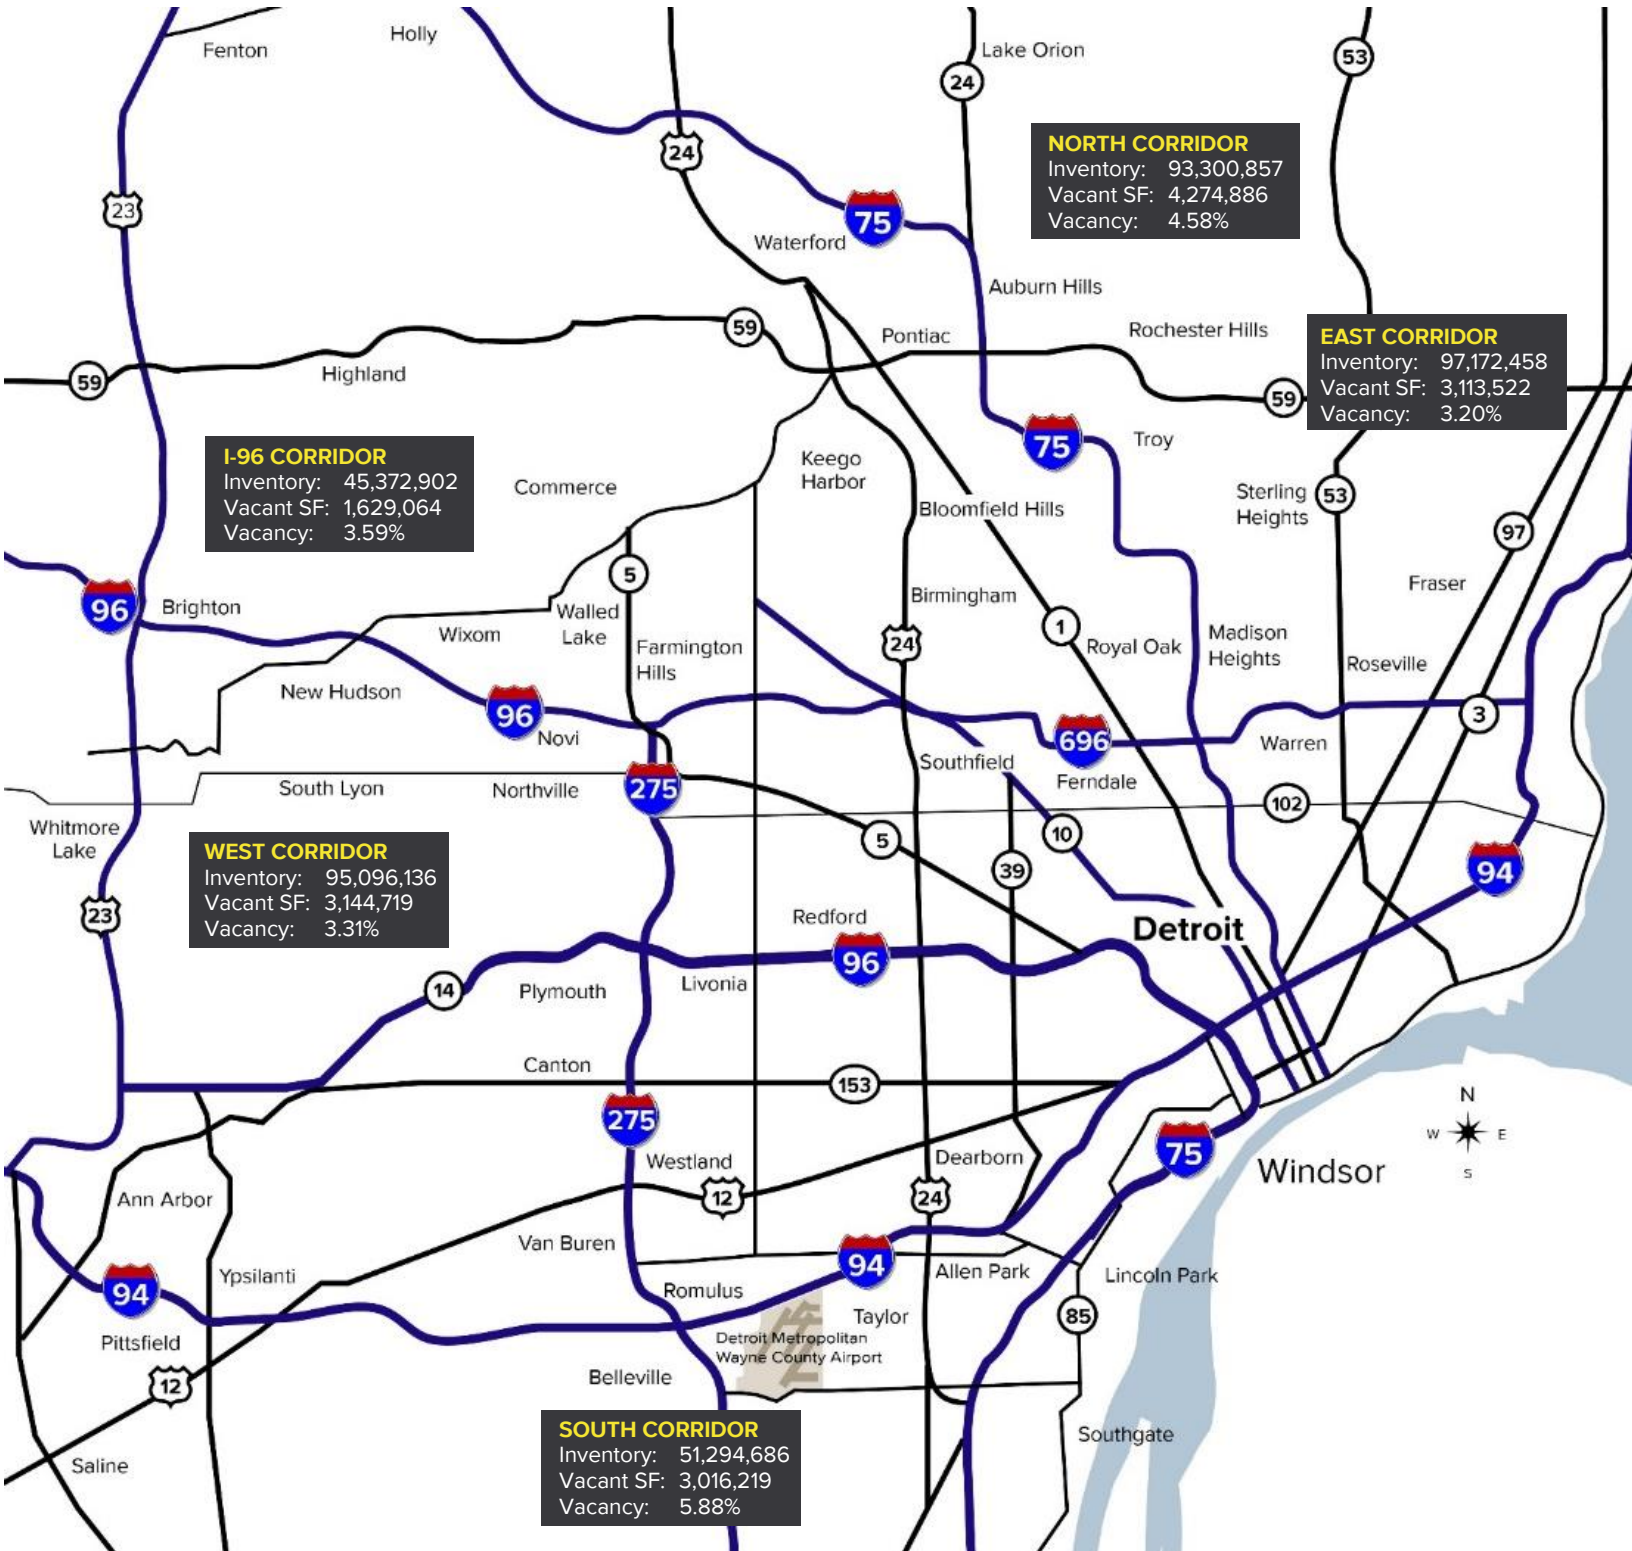 Holly
Fenton
Lake Orion
53
24
24
NORTH CORRIDOR
Inventory: 93,300,857
Vacant SF: 4,274,886
Vacancy: 4.58%
23
75
Waterford
Auburn Hills
59
Pontiac
Rochester Hills
EAST CORRIDOR
Inventory: 97,172,458
Vacant SF: 3,113,522
Vacancy: 3.20%
59
Highland
59
75
Troy
I-96 CORRIDOR
Inventory: 45,372,902
Vacant SF: 1,629,064
Vacancy: 3.59%
Keego
Harbor
Commerce
Sterling
Heights
53
Bloomfield Hills
97
5
Fraser
96
Brighton
Birmingham
Walled
Lake
Wixom
1
Royal Oak
Madison
Heights
24
Farmington
Hills
Roseville
New Hudson
96
Novi
3
696
Warren
Southfield
Ferndale
South Lyon
Northville
275
102
Whitmore
Lake
5
10
WEST CORRIDOR
Inventory: 95,096,136
Vacant SF: 3,144,719
Vacancy: 3.31%
39
94
23
Redford
Detroit
96
14
Plymouth
Livonia
Canton
153
N
W E
S
275
75
Westland
Dearborn
Windsor
12
24
Ann Arbor
Van Buren
94
Allen Park
Lincoln Park
Ypsilanti
94
Romulus
Taylor
85
Pittsfield
Detroit Metropolitan
Wayne County Airport
12
Belleville
SOUTH CORRIDOR
Inventory: 51,294,686
Vacant SF: 3,016,219
Vacancy: 5.88%
Southgate
Saline